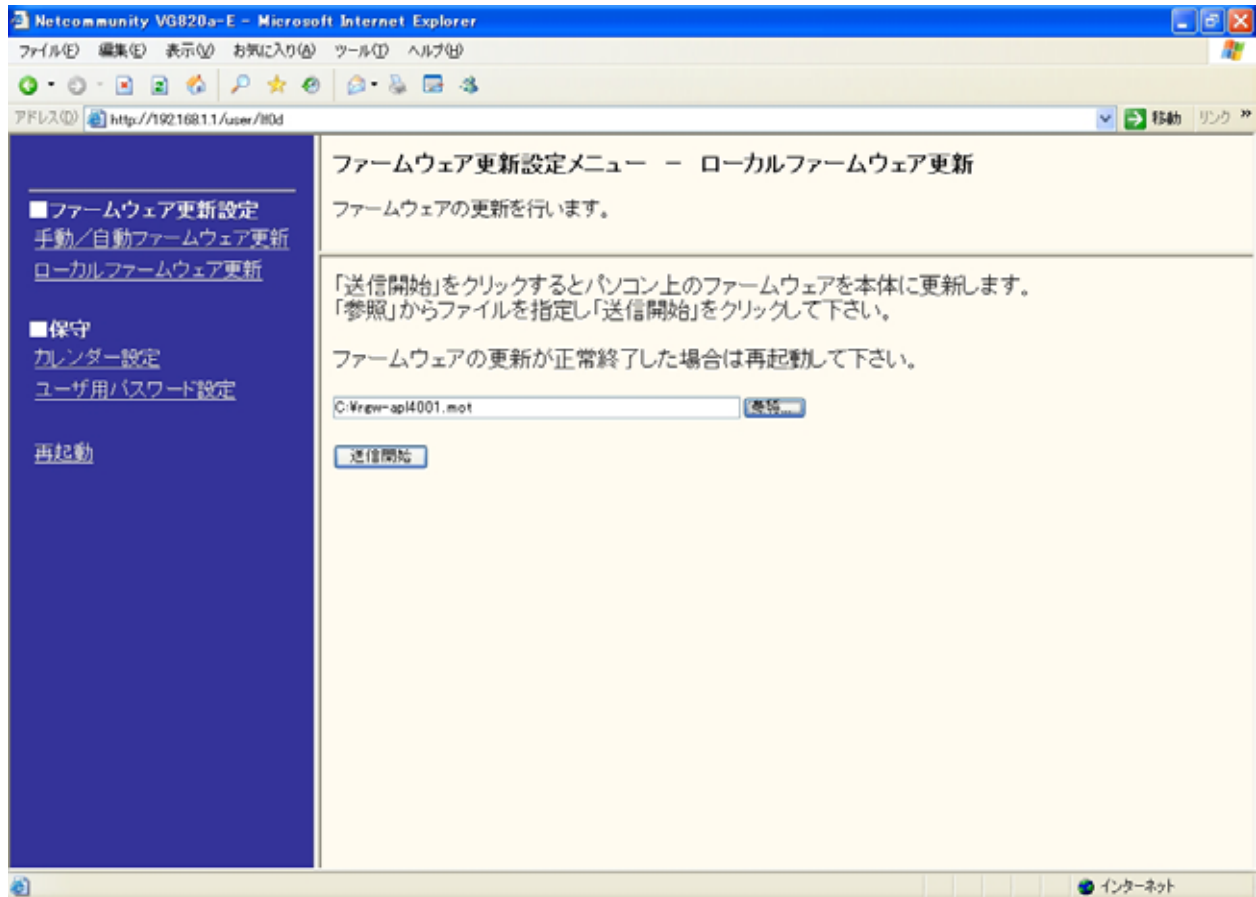 Netcommunity VG820a-E - Microsoft Internet Explorer
ファイル(F) 編集(E) 表示(V) お気に入り(A) ツール(T) ヘルプ(H)
アドレス(D) http://192.168.1.1/user/ 移動 リンク »
ファームウェア更新設定メニュー － ローカルファームウェア更新
ファームウェアの更新を行います。
■ファームウェア更新設定
手動／自動ファームウェア更新
ローカルファームウェア更新
■保守
カレンダー設定
ユーザ用パスワード設定
再起動
「送信開始」をクリックするとパソコン上のファームウェアを本体に更新します。
「参照」からファイルを指定し「送信開始」をクリックして下さい。
ファームウェアの更新が正常終了した場合は再起動して下さい。
C:¥rgw-apl4001.mot 参照...
送信開始
インターネット